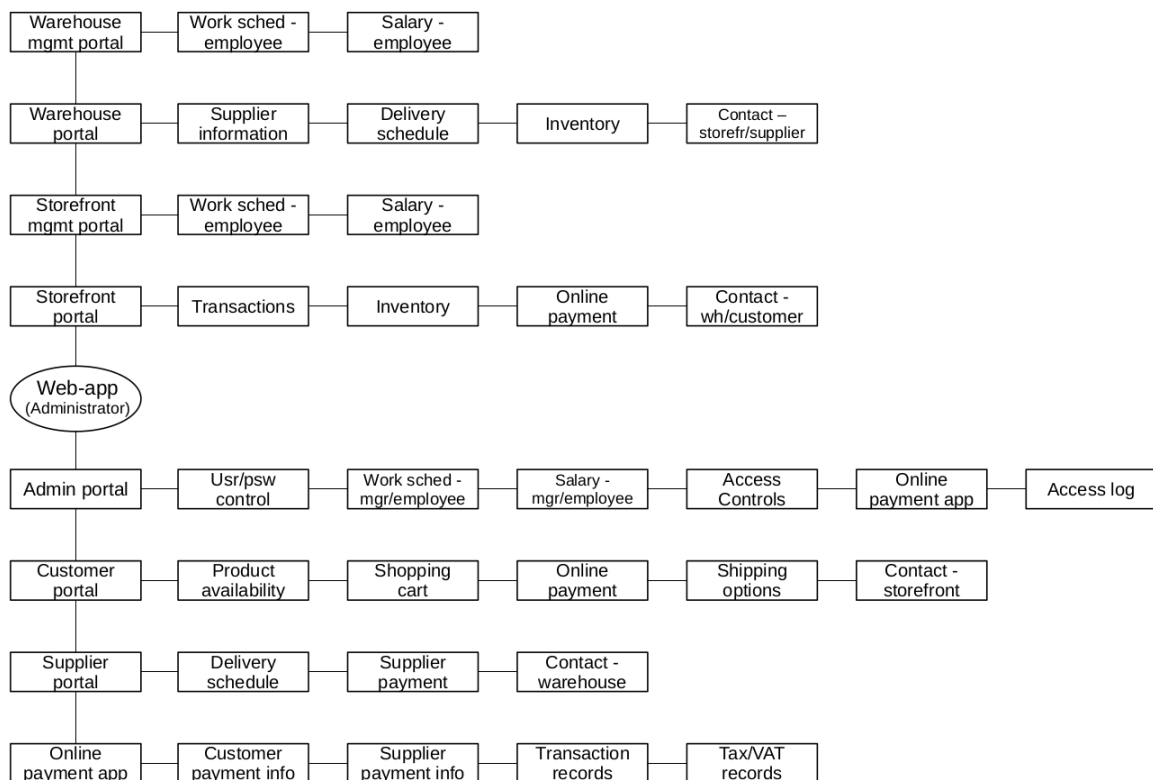 Warehouse
mgmt portal
Work sched -
employee
Salary -
employee
Warehouse
portal
Supplier
information
Delivery
schedule
Inventory
Contact –
storefr/supplier
Storefront
mgmt portal
Work sched -
employee
Salary -
employee
Storefront
portal
Transactions
Inventory
Online
payment
Contact -
wh/customer
Web-app
(Administrator)
Admin portal
Usr/psw
control
Work sched -
mgr/employee
Salary -
mgr/employee
Access
Controls
Online
payment app
Access log
Customer
portal
Product
availability
Shopping
cart
Online
payment
Shipping
options
Contact -
storefront
Supplier
portal
Delivery
schedule
Supplier
payment
Contact -
warehouse
Online
payment app
Customer
payment info
Supplier
payment info
Transaction
records
Tax/VAT
records